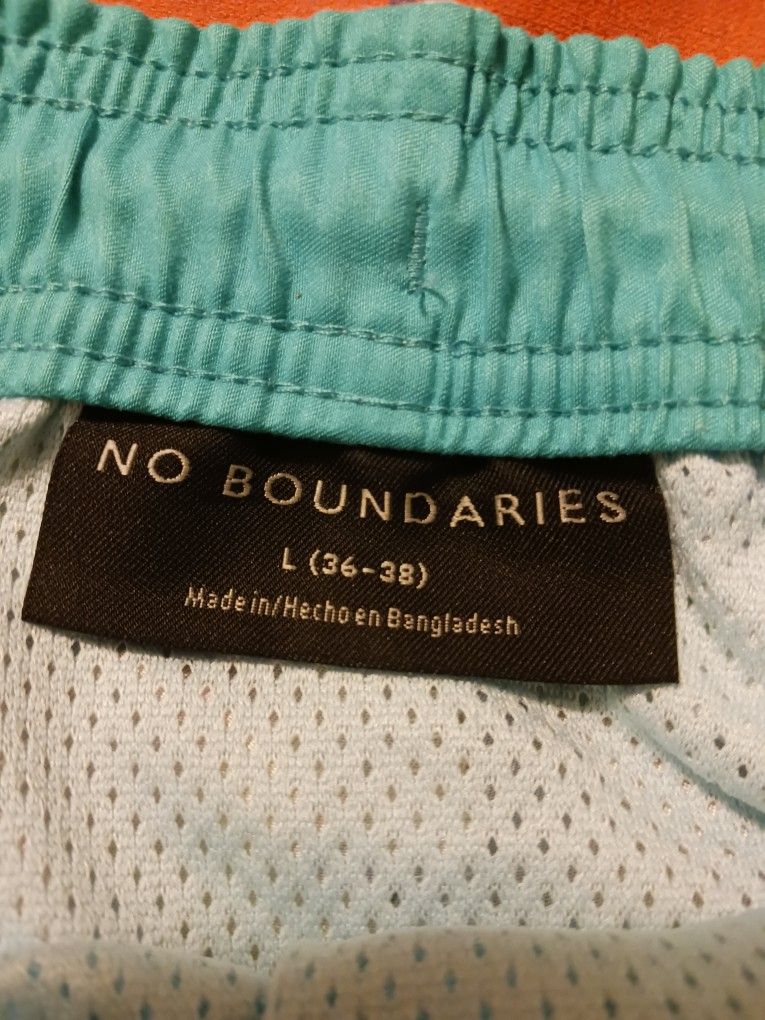 NO BOUNDARIES
L (36-38)
Made in/Hecho en Bangladesh